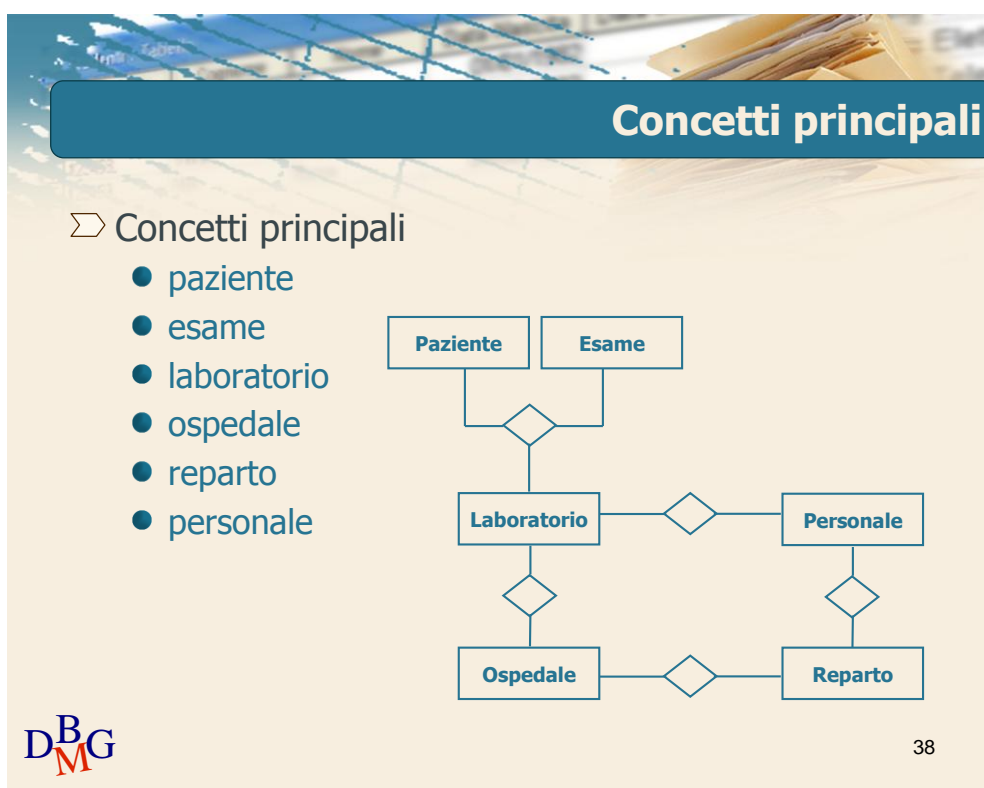 Concetti principali
Concetti principali
paziente
esame
laboratorio
ospedale
reparto
personale
Paziente
Esame
Laboratorio
Personale
Ospedale
Reparto
DBMG
38